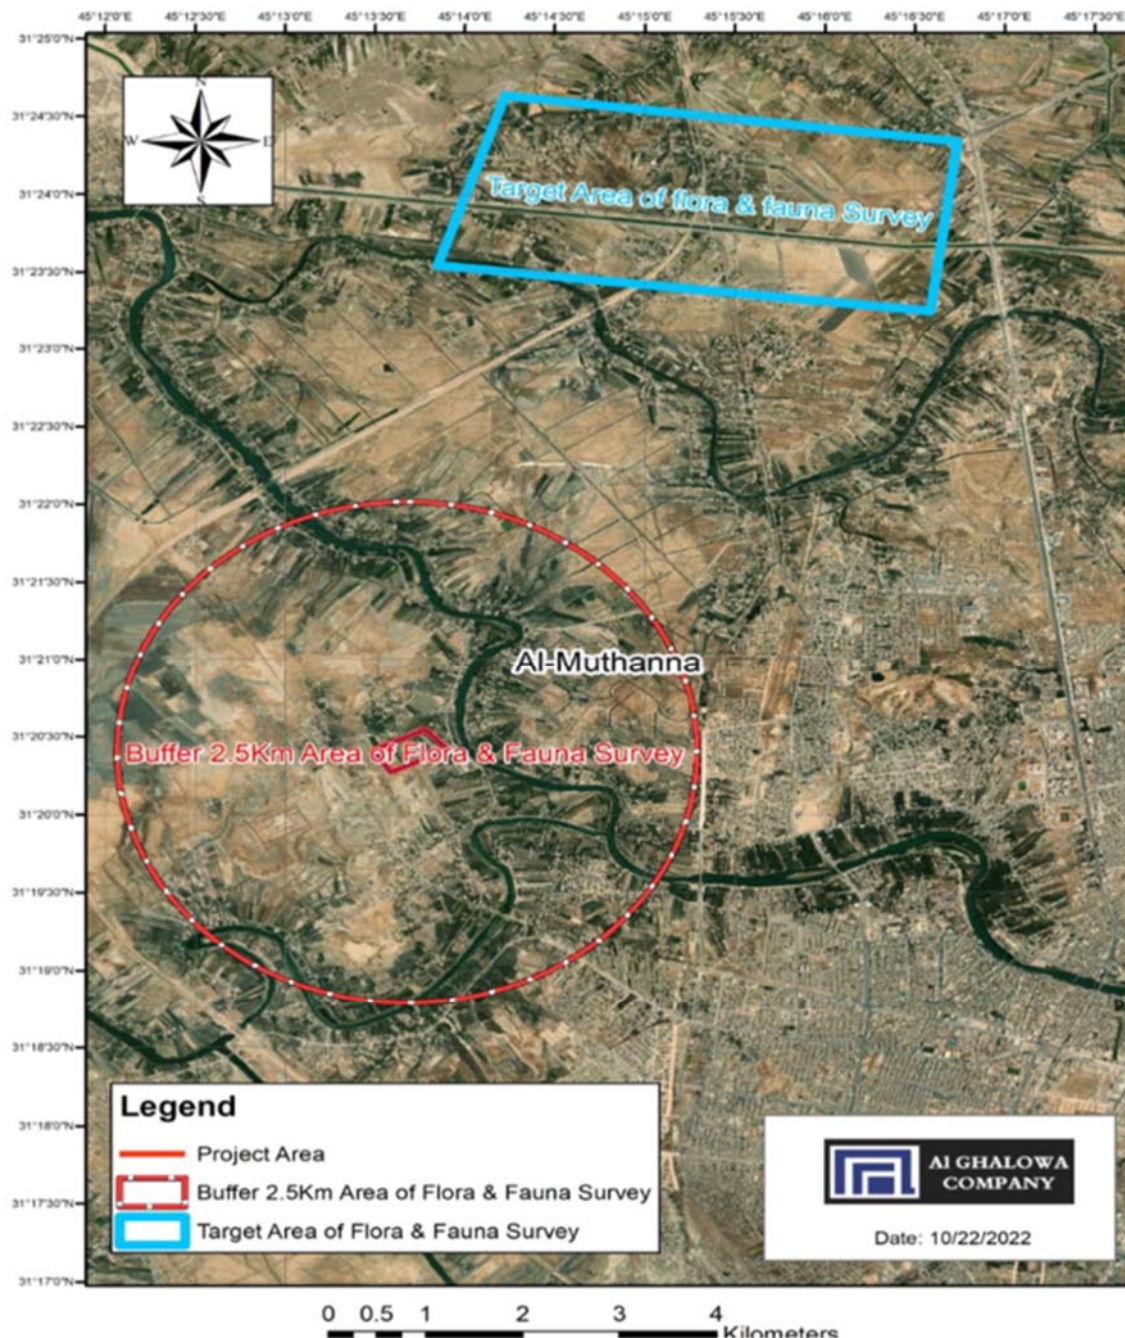 45°12'0"E 45°12'30"E 45°13'0"E 45°13'30"E 45°14'0"E 45°14'30"E 45°15'0"E 45°15'30"E 45°16'0"E 45°16'30"E 45°17'0"E 45°17'30"E
31°25'0"N
N
31°24'30"N
W E
31°24'0"N
S
Target Area of flora & fauna Survey
31°23'30"N
31°23'0"N
31°22'30"N
31°22'0"N
31°21'30"N
31°21'0"N
Al-Muthanna
31°20'30"N
Buffer 2.5Km Area of Flora & Fauna Survey
31°20'0"N
31°19'30"N
31°19'0"N
31°18'30"N
31°18'0"N
31°17'30"N
31°17'0"N
Legend
Project Area
Buffer 2.5Km Area of Flora & Fauna Survey
Target Area of Flora & Fauna Survey
Al GHALOWA
COMPANY
Date: 10/22/2022
0 0.5 1 2 3 4
Kilometers